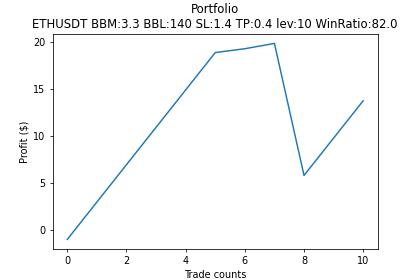 Portfolio
ETHUSDT BBM:3.3 BBL:140 SL:1.4 TP:0.4 lev:10 WinRatio:82.0
20
15
10
5
0
Profit ($)
0 2 4 6 8 10
Trade counts